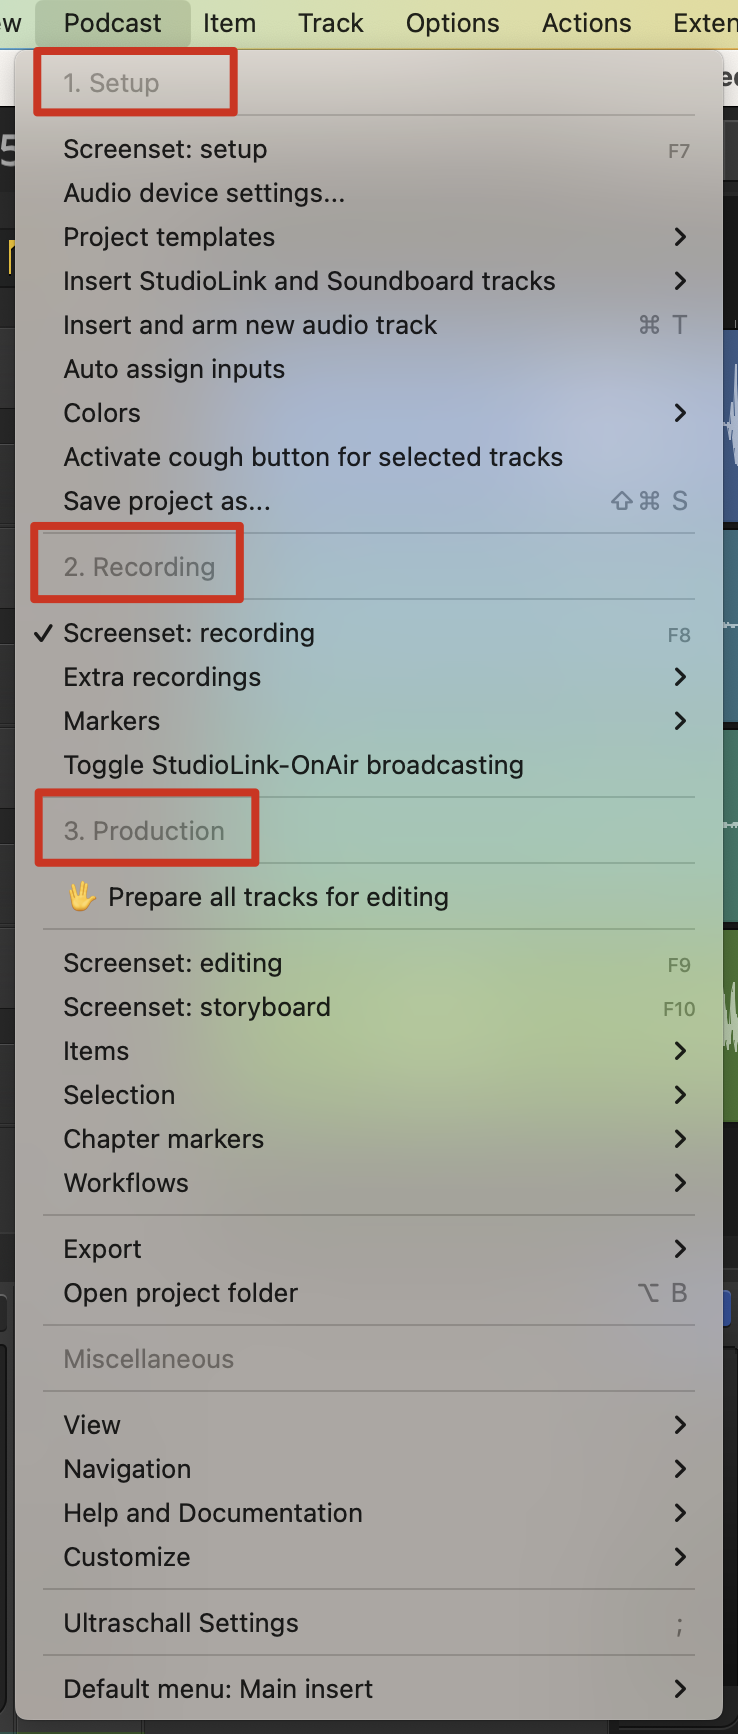 Podcast Item Track Options Actions
1. Setup
Screenset: setup F7
Audio device settings...
Project templates
Insert StudioLink and Soundboard tracks
Insert and arm new audio track ⌘ T
Auto assign inputs
Colors
Activate cough button for selected tracks
Save project as... ⇧⌘ S
2. Recording
✓ Screenset: recording F8
Extra recordings
Markers
Toggle StudioLink-OnAir broadcasting
3. Production
🖖 Prepare all tracks for editing
Screenset: editing F9
Screenset: storyboard F10
Items
Selection
Chapter markers
Workflows
Export
Open project folder ⌥ B
Miscellaneous
View
Navigation
Help and Documentation
Customize
Ultraschall Settings ;
Default menu: Main insert